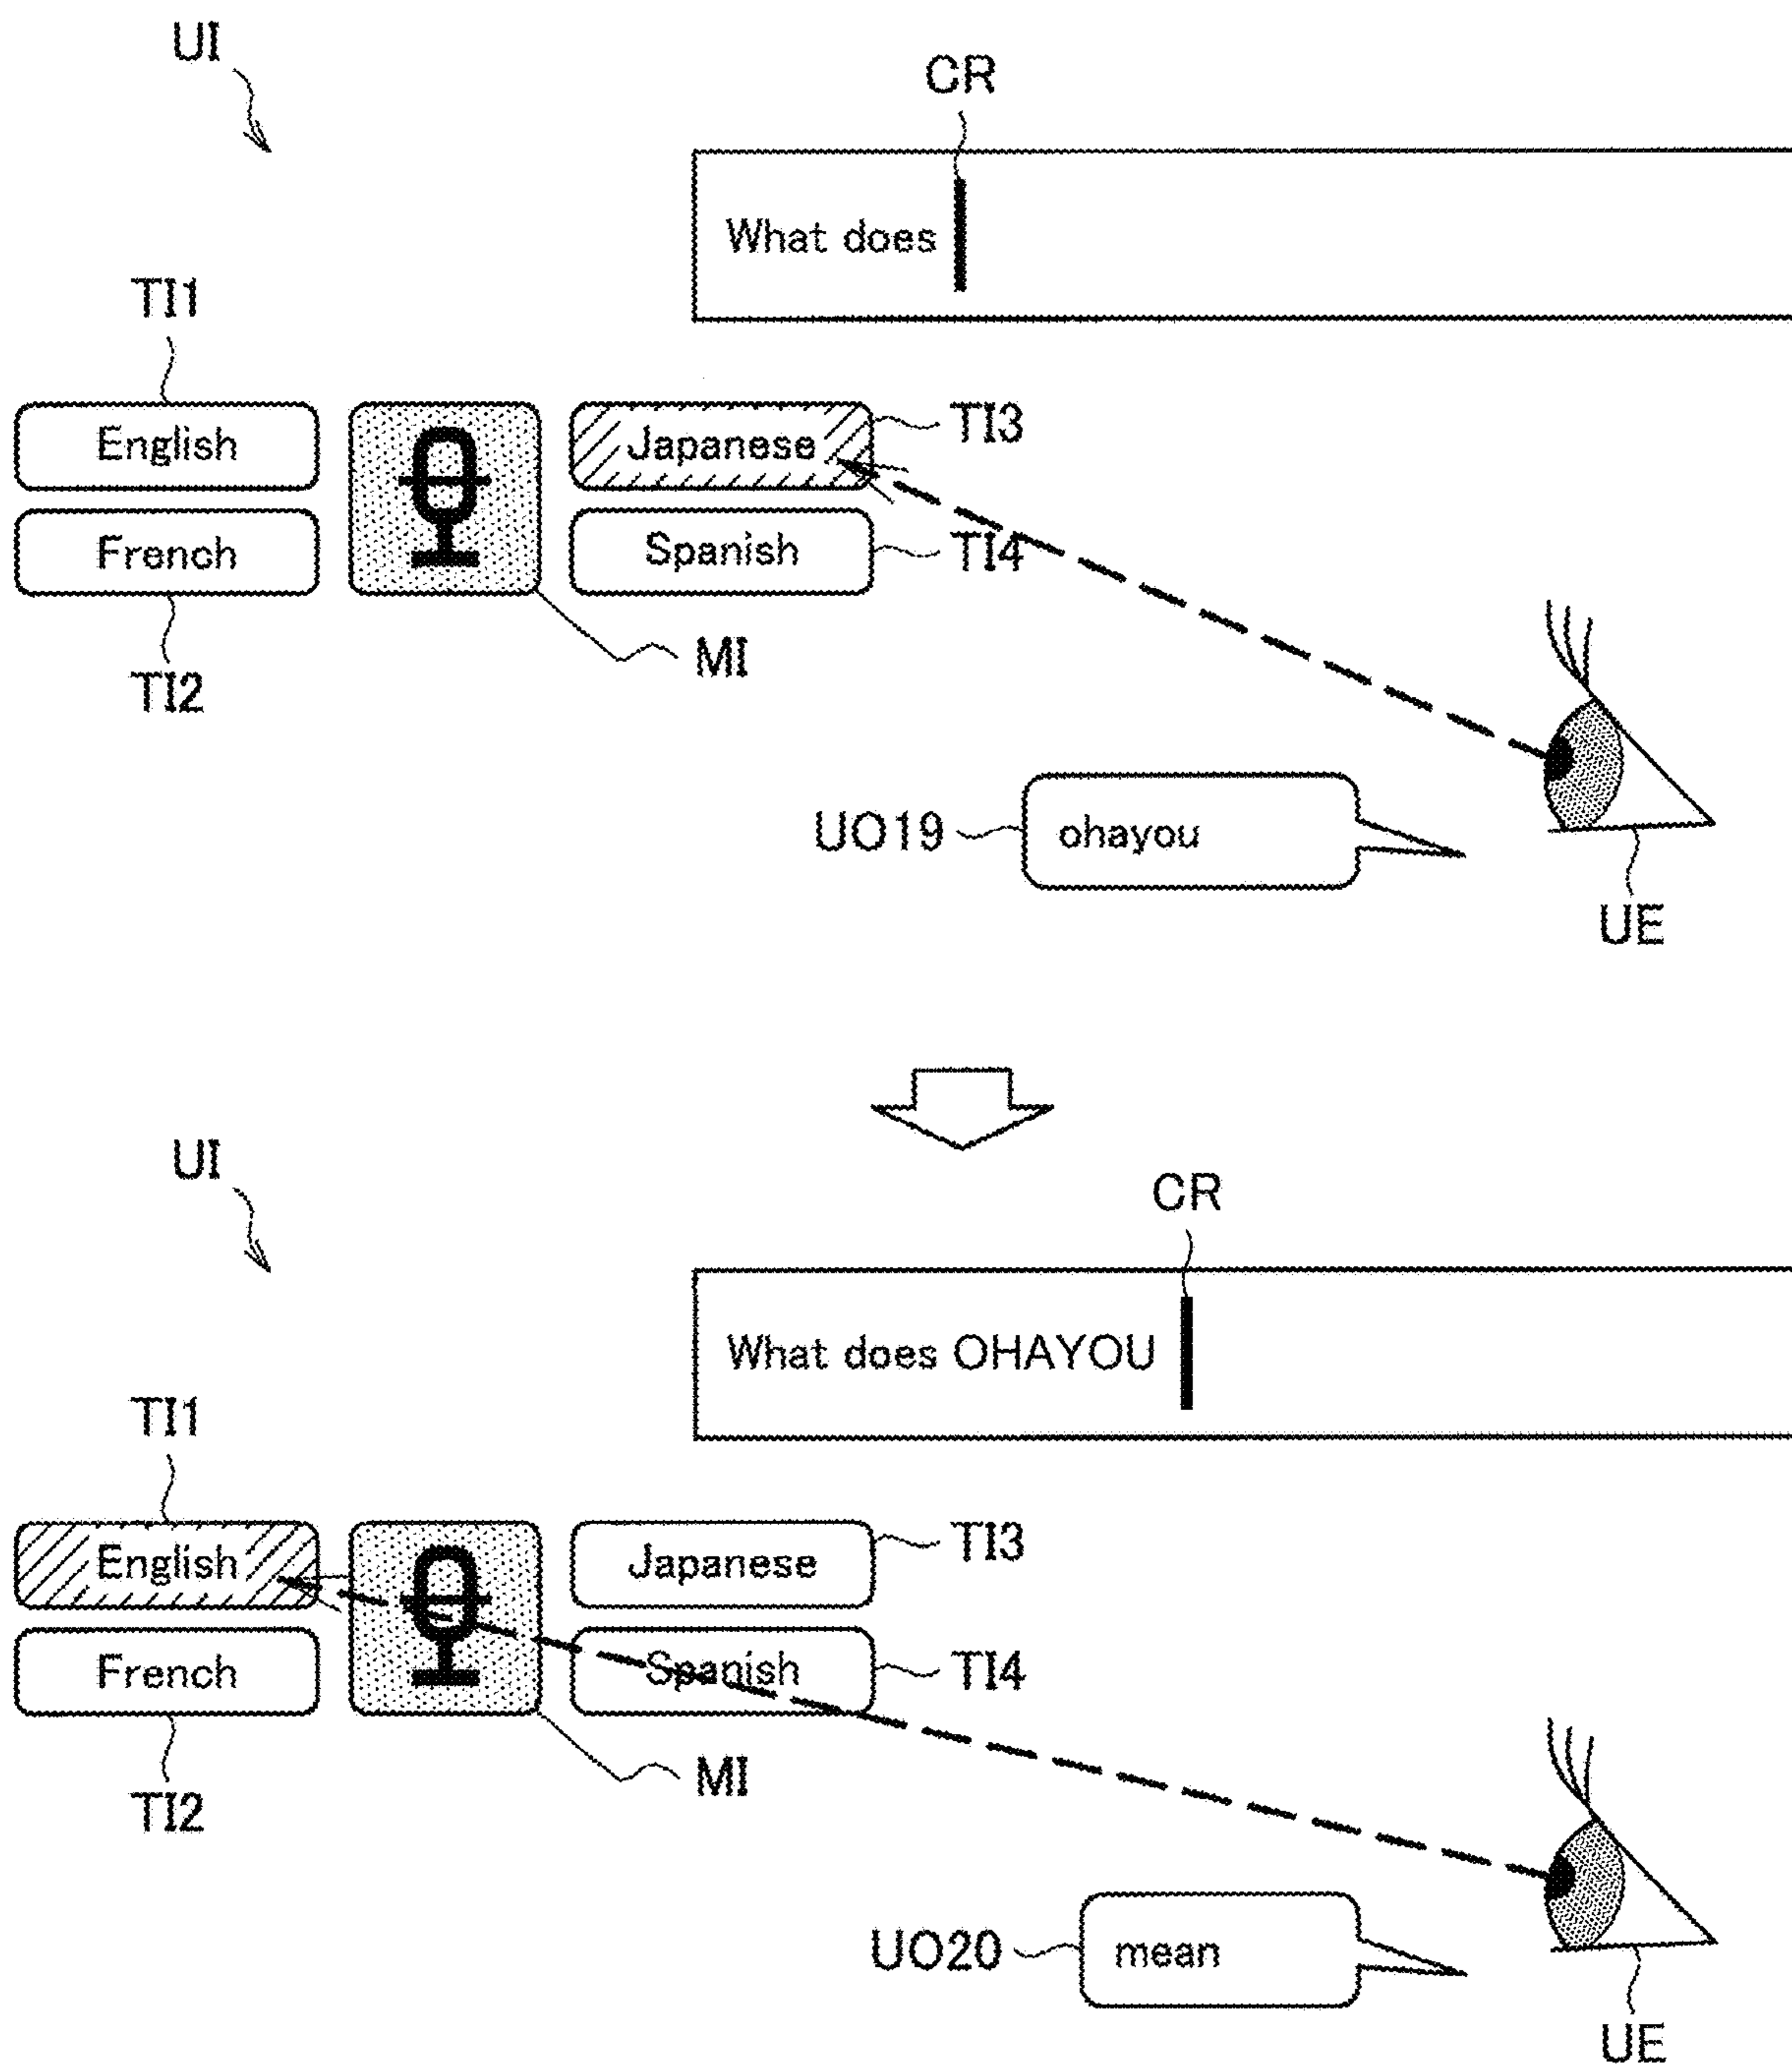 UI
CR
What does
TI1
English
Japanese
TI3
French
Spanish
TI4
MI
TI2
UO19
ohayou
UE
UI
CR
What does OHAYOU
TI1
English
Japanese
TI3
French
Spanish
TI4
MI
TI2
UO20
mean
UE